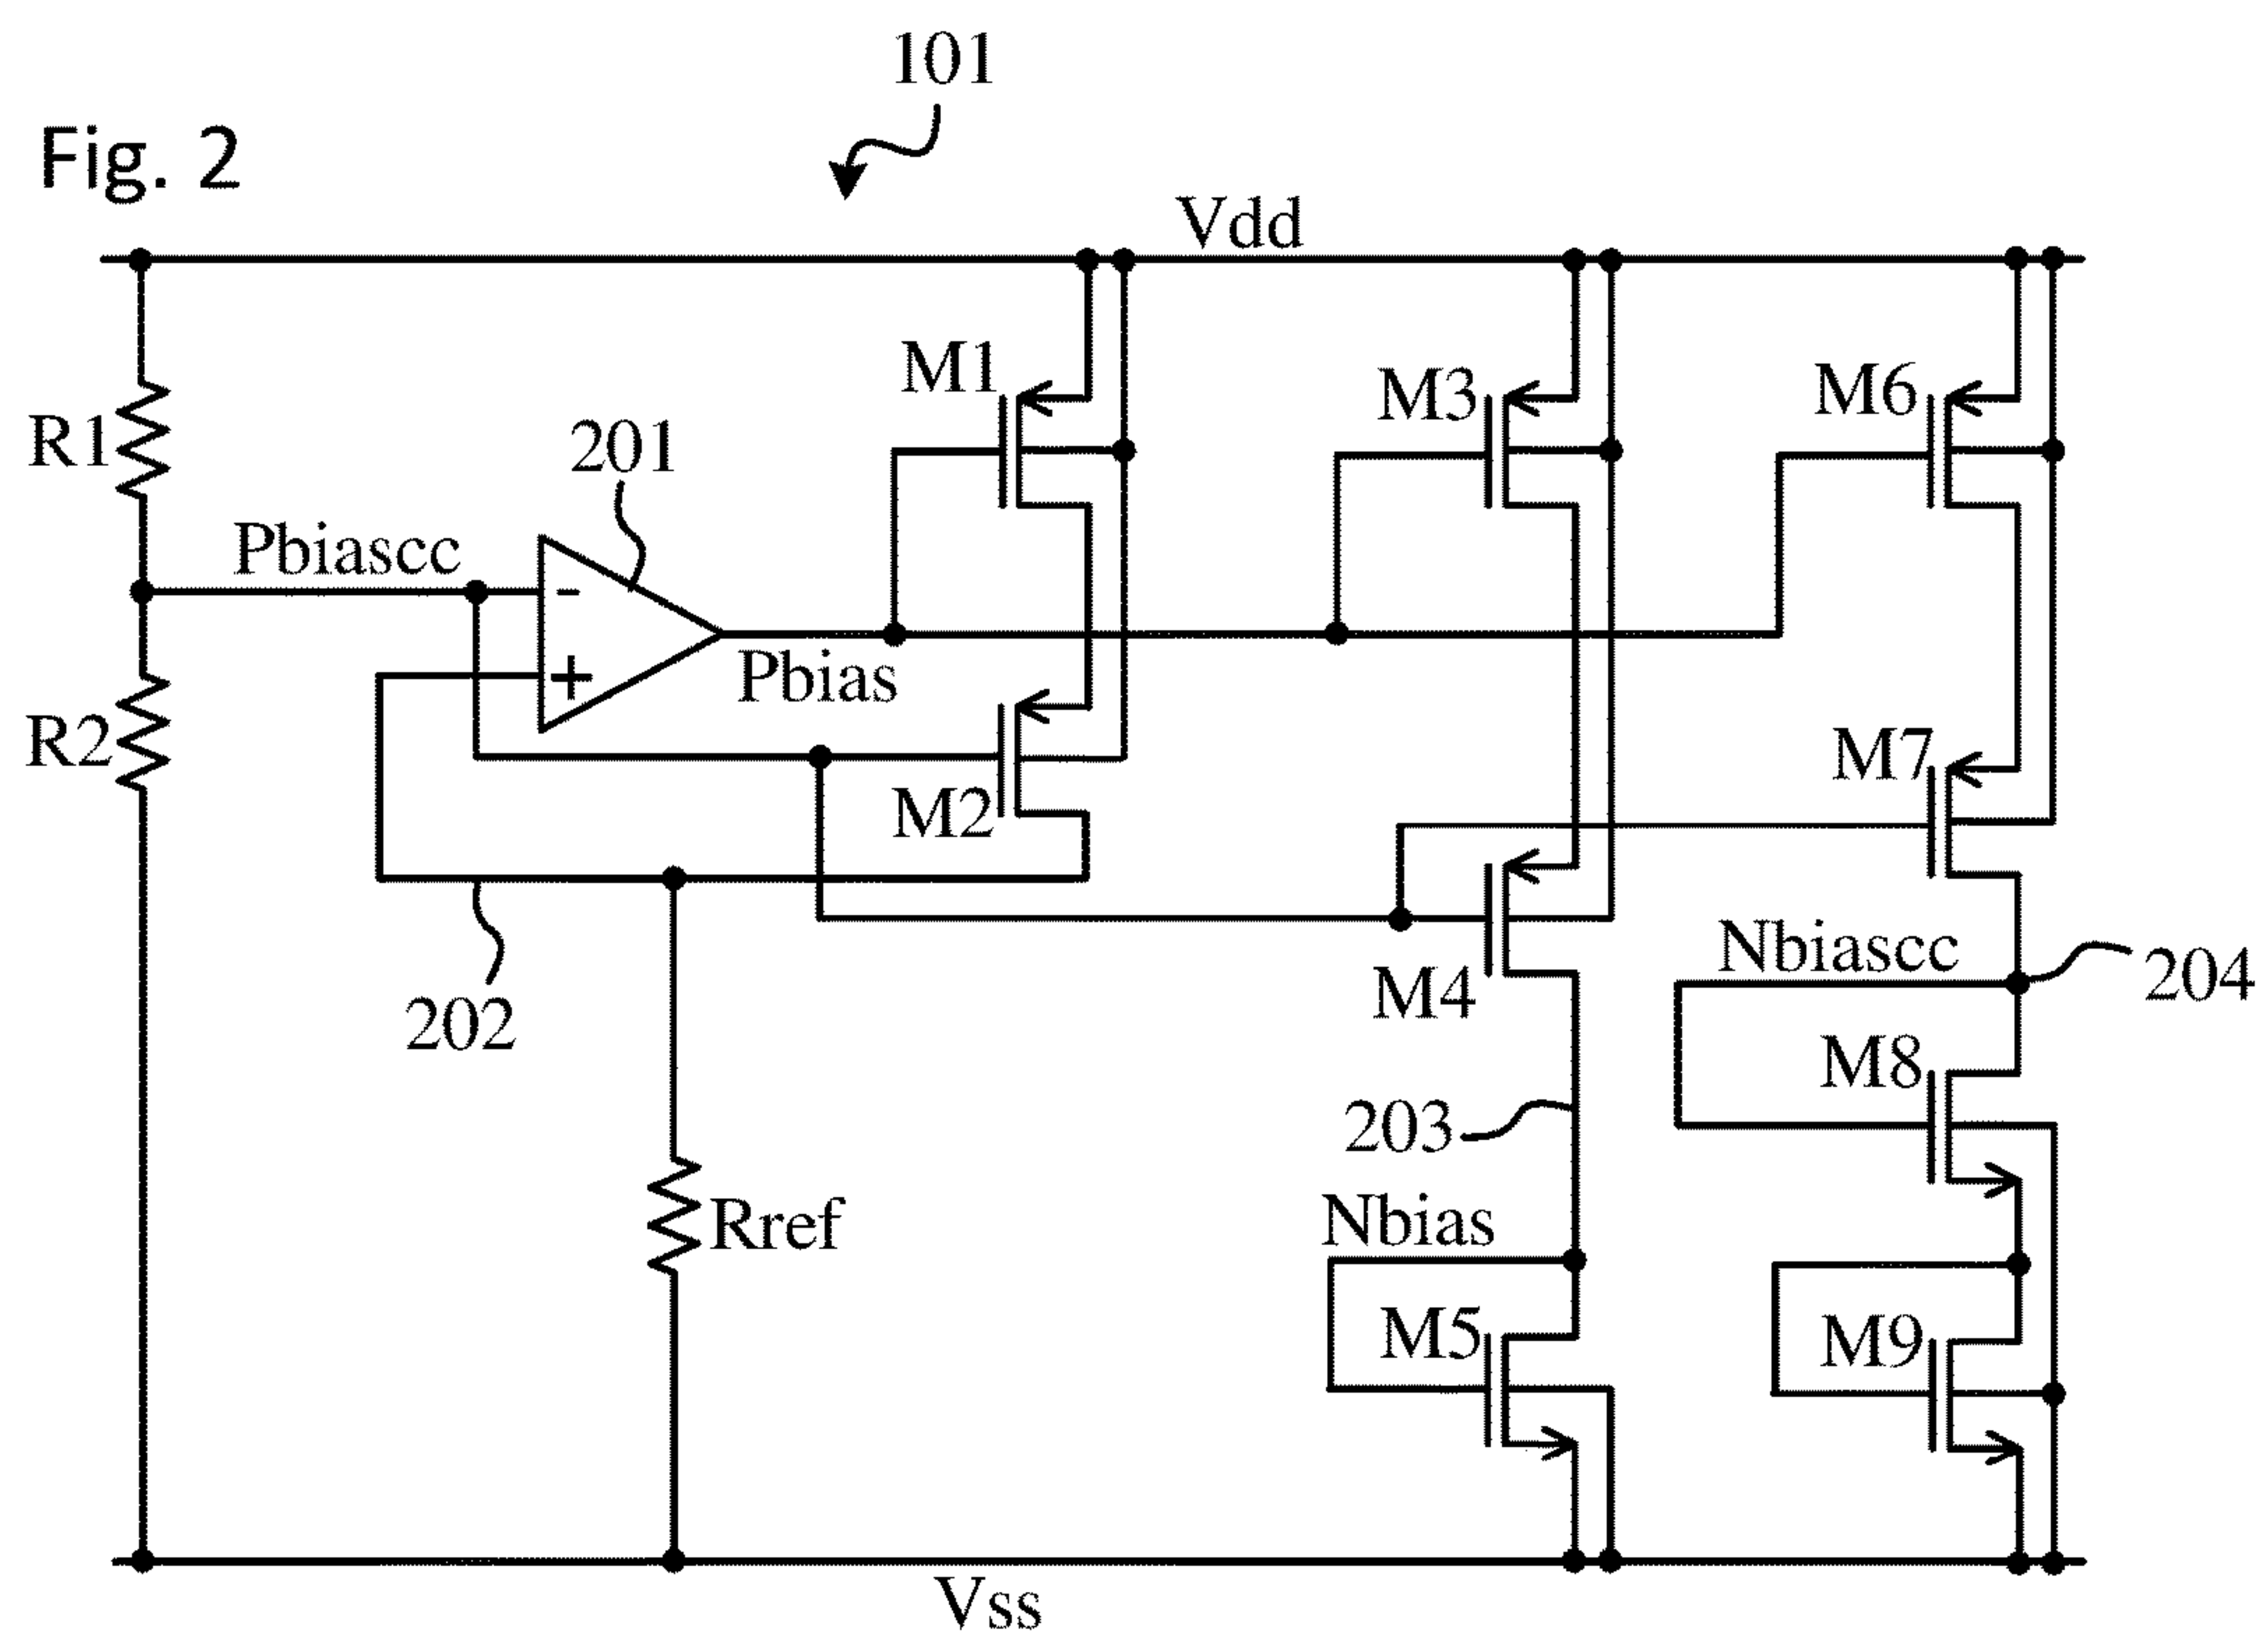 101
Fig. 2
Vdd
M1
M3
M6
R1
201
Pbiascc
-
+
Pbias
R2
M2
M7
202
M4
Nbiascc
204
M8
203
Rref
Nbias
M5
M9
Vss